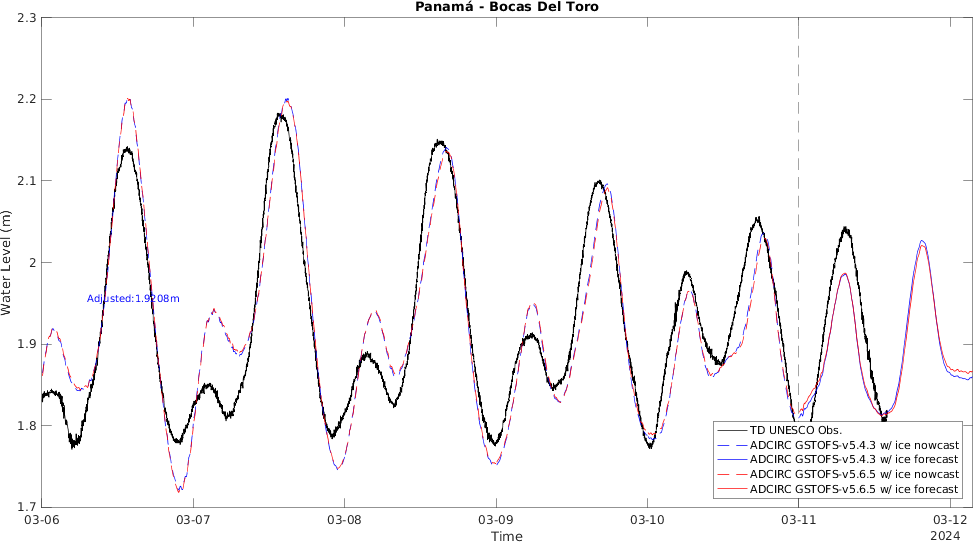 Panamá - Bocas Del Toro
2.3
2.2
2.1
2
1.9
1.8
1.7
Water Level (m)
Adjusted:1.9208m
TD UNESCO Obs.
ADCIRC GSTOFS-v5.4.3 w/ ice nowcast
ADCIRC GSTOFS-v5.4.3 w/ ice forecast
ADCIRC GSTOFS-v5.6.5 w/ ice nowcast
ADCIRC GSTOFS-v5.6.5 w/ ice forecast
03-06 03-07 03-08 03-09 03-10 03-11 03-12
Time
2024